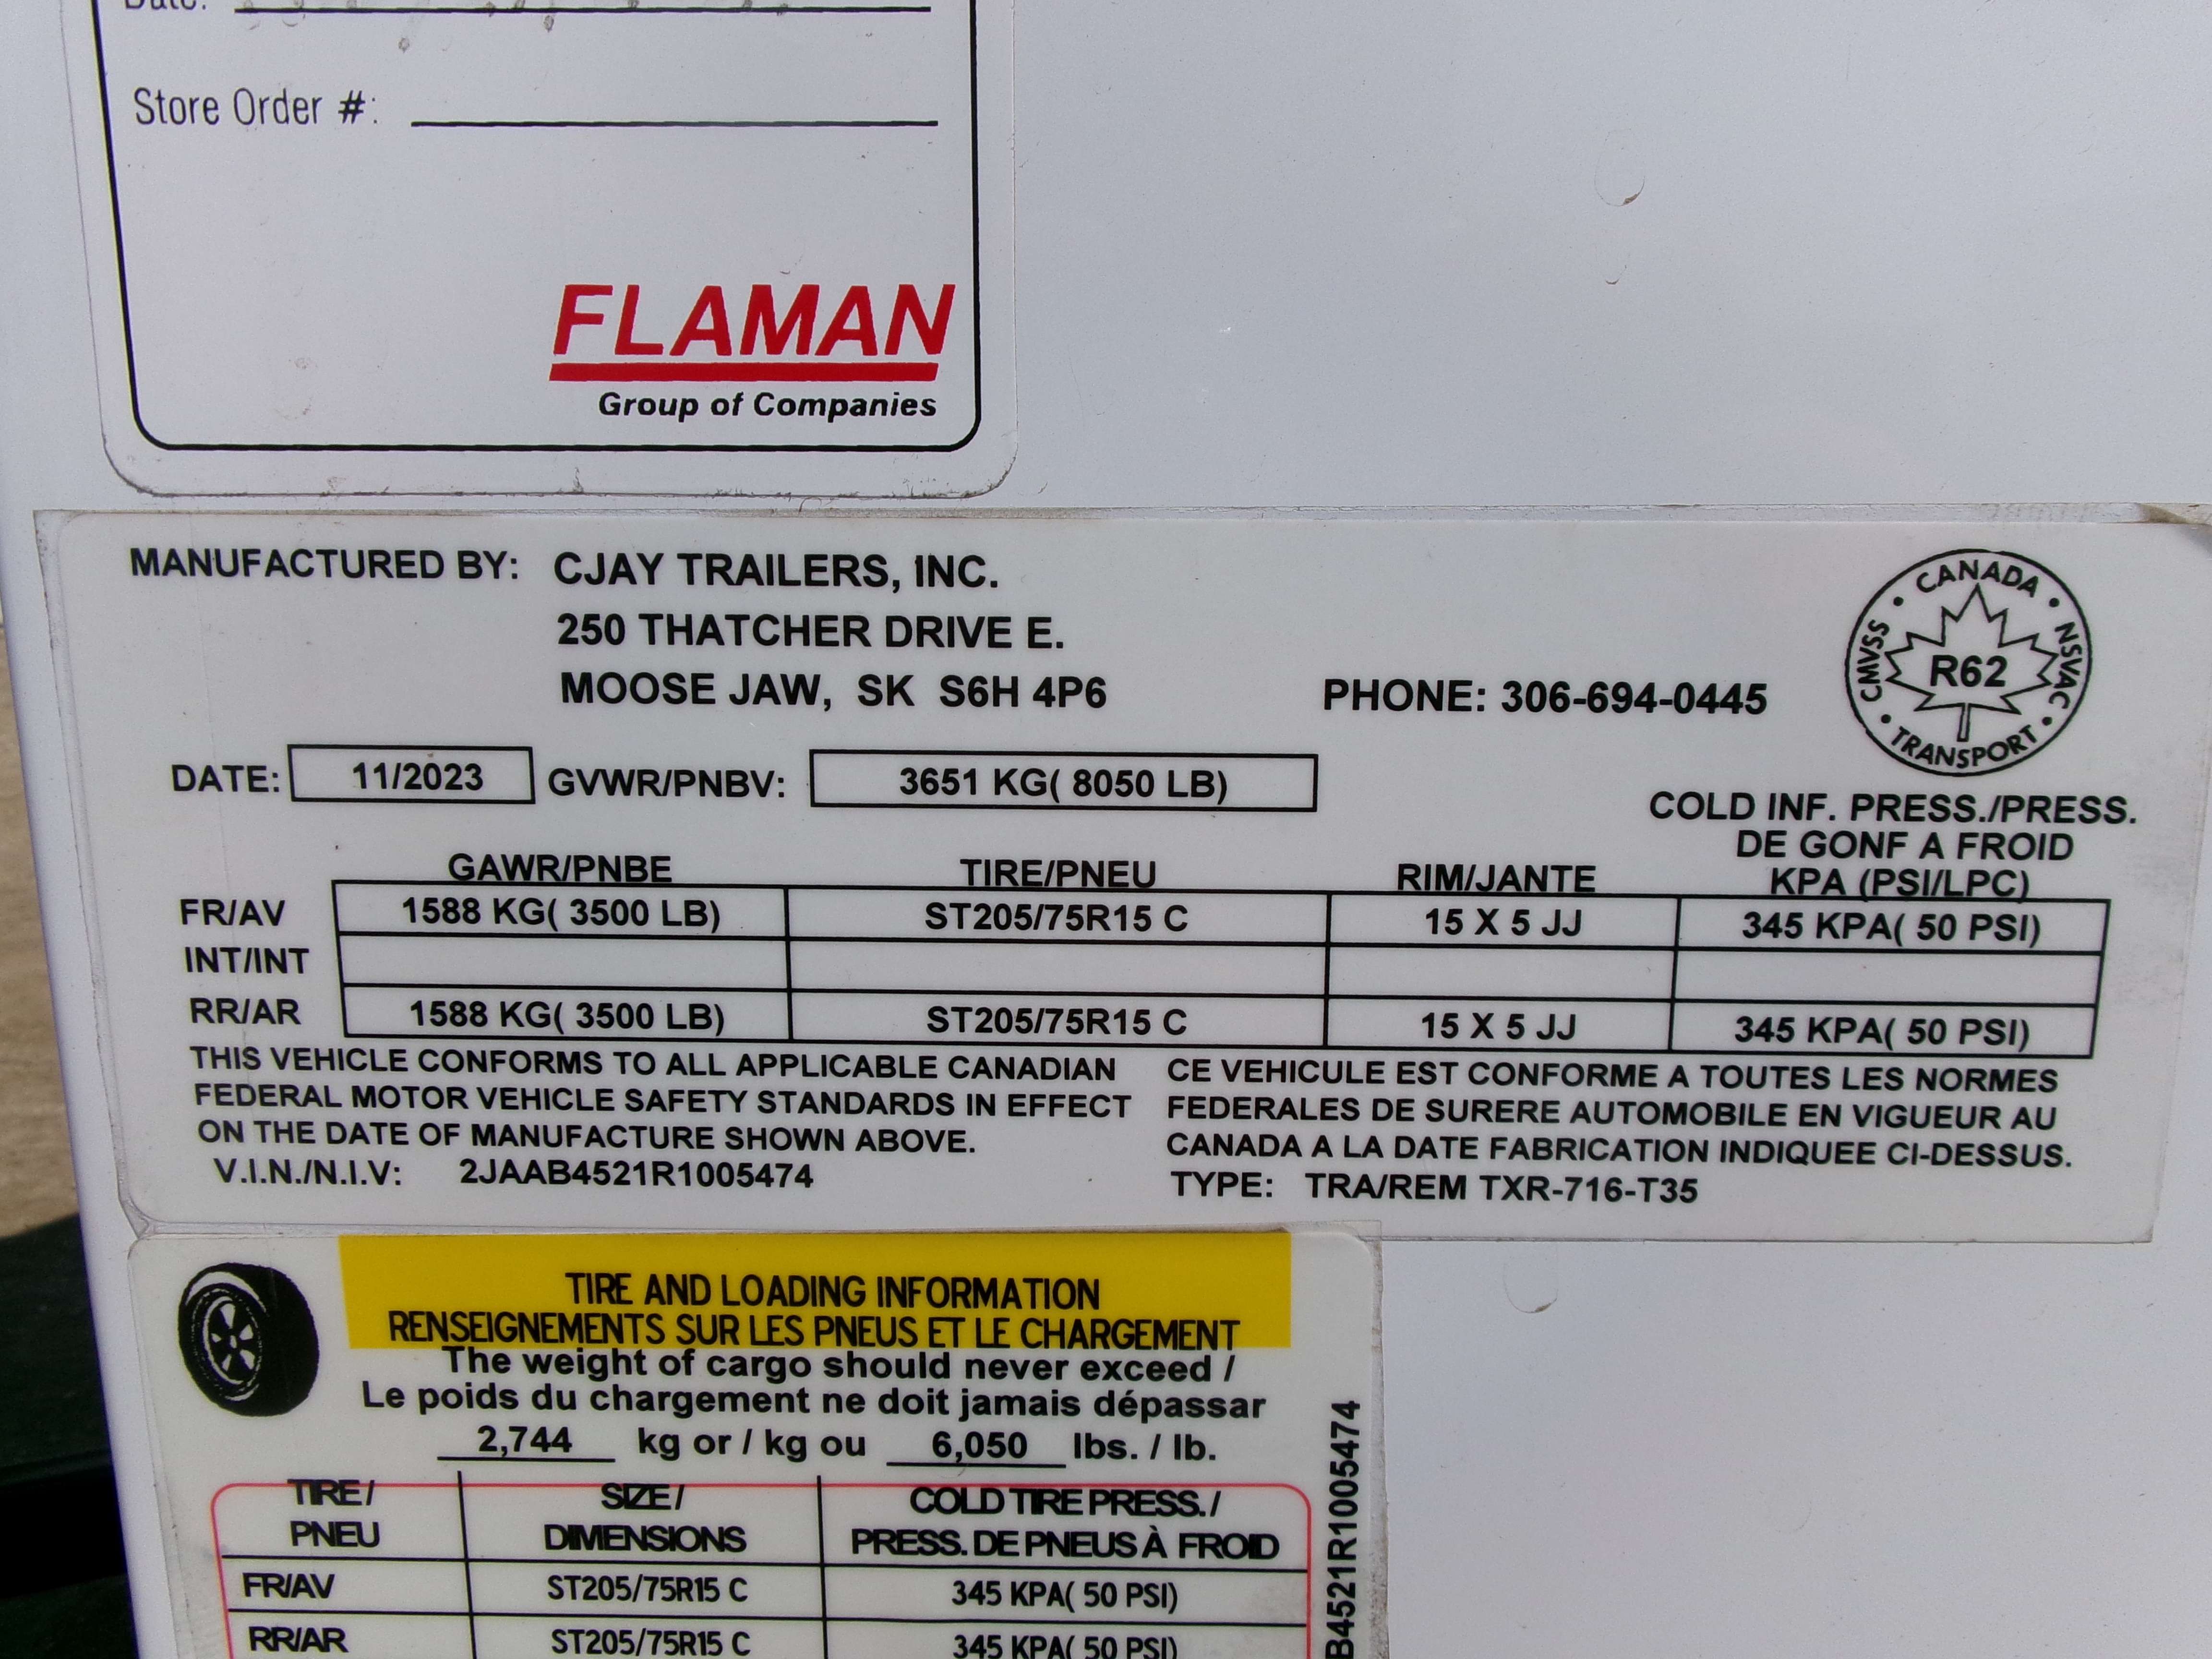 Date:
Store Order #:
FLAMAN
Group of Companies
MANUFACTURED BY: CJAY TRAILERS, INC.
250 THATCHER DRIVE E.
MOOSE JAW, SK S6H 4P6 PHONE: 306-694-0445
CANADA
CMVSS R62 NSVAC
TRANSPORT
DATE: 11/2023 GVWR/PNBV: 3651 KG( 8050 LB)
COLD INF. PRESS./PRESS.
DE GONF A FROID
GAWR/PNBE TIRE/PNEU RIM/JANTE KPA (PSI/LPC)
FR/AV 1588 KG( 3500 LB) ST205/75R15 C 15 X 5 JJ 345 KPA( 50 PSI)
INT/INT
RR/AR 1588 KG( 3500 LB) ST205/75R15 C 15 X 5 JJ 345 KPA( 50 PSI)
THIS VEHICLE CONFORMS TO ALL APPLICABLE CANADIAN
FEDERAL MOTOR VEHICLE SAFETY STANDARDS IN EFFECT
ON THE DATE OF MANUFACTURE SHOWN ABOVE.
CE VEHICULE EST CONFORME A TOUTES LES NORMES
FEDERALES DE SURERE AUTOMOBILE EN VIGUEUR AU
CANADA A LA DATE FABRICATION INDIQUEE CI-DESSUS.
V.I.N./N.I.V: 2JAAB4521R1005474 TYPE: TRA/REM TXR-716-T35
TIRE AND LOADING INFORMATION
RENSEIGNEMENTS SUR LES PNEUS ET LE CHARGEMENT
The weight of cargo should never exceed /
Le poids du chargement ne doit jamais dépassar
2,744 kg or / kg ou 6,050 lbs. / lb.
TIRE / SIZE / COLD TIRE PRESS. /
PNEU DIMENSIONS PRESS. DE PNEUS À FROID
FR/AV ST205/75R15 C 345 KPA( 50 PSI)
RR/AR ST205/75R15 C 345 KPA( 50 PSI)
B4521R1005474